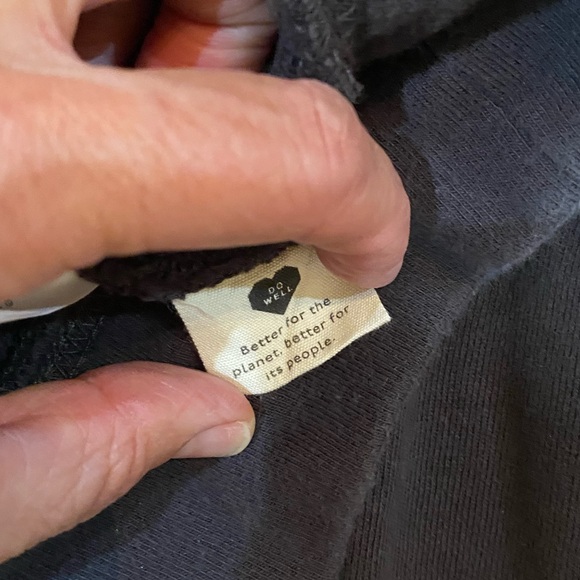 DO
WELL
Better for the
planet, better for
its people.